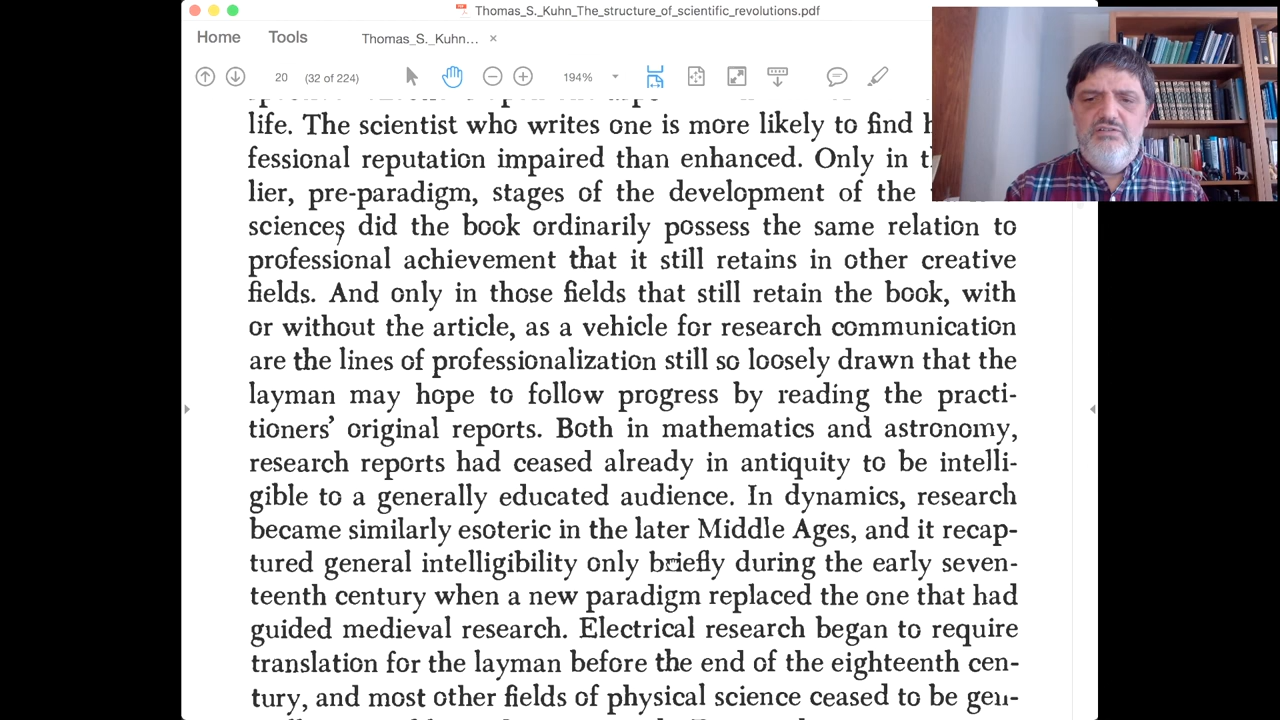 Thomas_S._Kuhn_The_structure_of_scientific_revolutions.pdf
Home Tools Thomas_S._Kuhn... ×
20 (32 of 224) 194%
life. The scientist who writes one is more likely to find
fessional reputation impaired than enhanced. Only in
lier, pre-paradigm, stages of the development of the
sciences did the book ordinarily possess the same relation to
professional achievement that it still retains in other creative
fields. And only in those fields that still retain the book, with
or without the article, as a vehicle for research communication
are the lines of professionalization still so loosely drawn that the
layman may hope to follow progress by reading the practi-
tioners' original reports. Both in mathematics and astronomy,
research reports had ceased already in antiquity to be intelli-
gible to a generally educated audience. In dynamics, research
became similarly esoteric in the later Middle Ages, and it recap-
tured general intelligibility only briefly during the early seven-
teenth century when a new paradigm replaced the one that had
guided medieval research. Electrical research began to require
translation for the layman before the end of the eighteenth cen-
tury, and most other fields of physical science ceased to be gen-